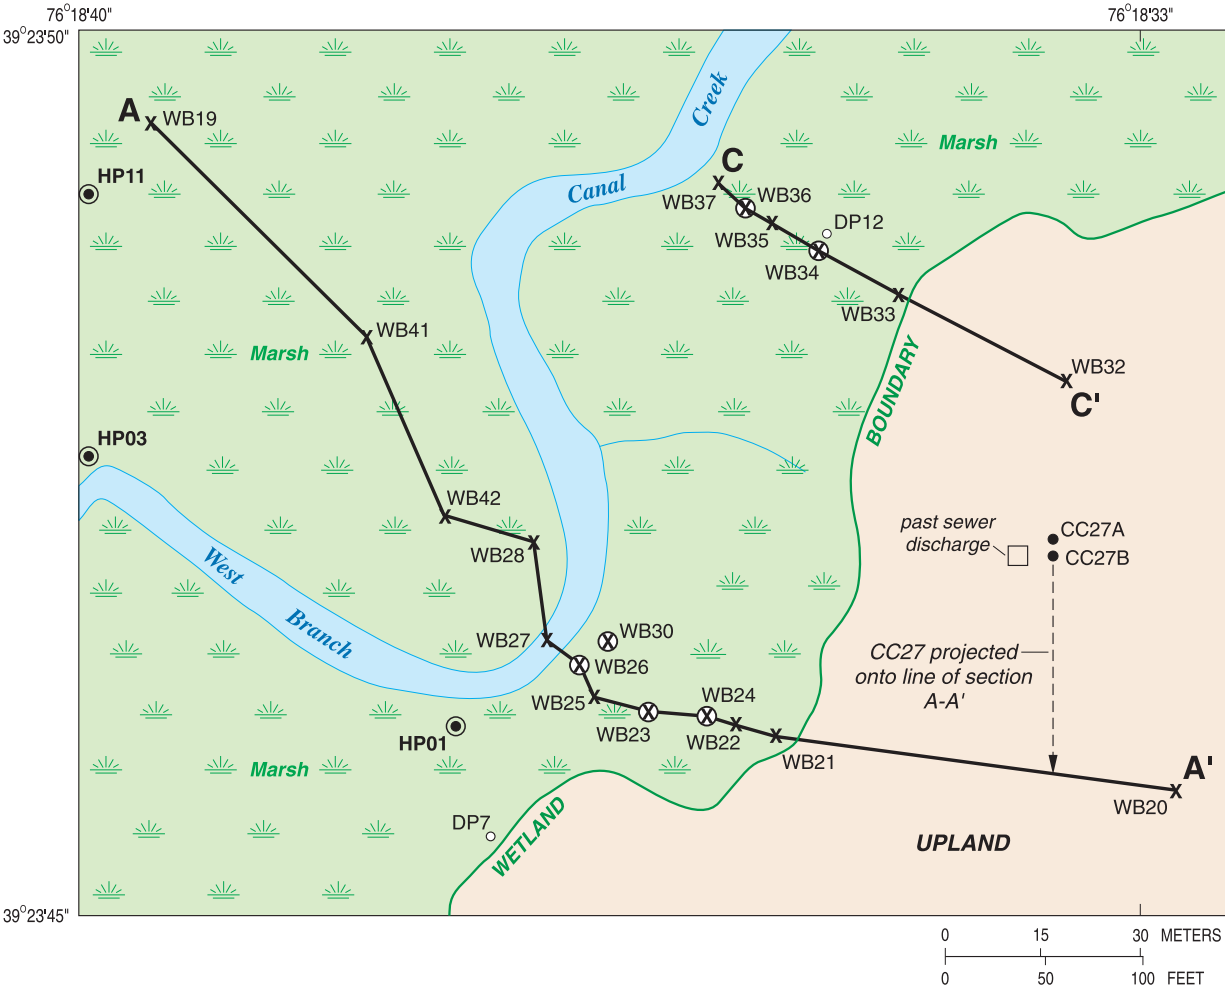 76°18'40"
76°18'33"
39°23'50"
A
WB19
HP11
Creek
Marsh
C
Canal
WB37
WB36
WB35
DP12
WB34
WB33
WB41
Marsh
WB32
C'
BOUNDARY
HP03
WB42
WB28
past sewer
discharge
CC27A
CC27B
West
Branch
WB27
WB30
WB26
CC27 projected
onto line of section
A-A'
WB25
WB24
WB23
WB22
HP01
WB21
Marsh
A'
WB20
DP7
WETLAND
UPLAND
39°23'45"
0 15 30 METERS
0 50 100 FEET